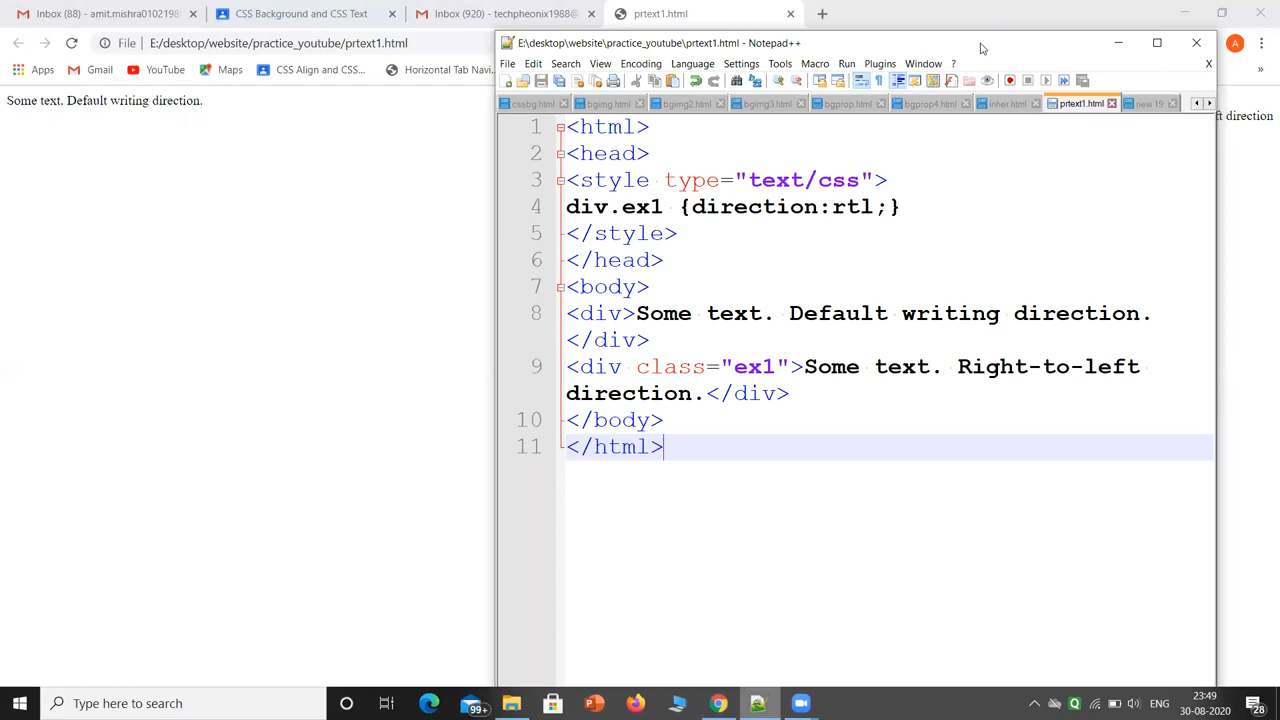 Inbox (88) - amit.mishra0102198 CSS Background and CSS Text Inbox (920) - techpheonix1988@ prtext1.html
File E:/desktop/website/practice_youtube/prtext1.html A
Apps Gmail YouTube Maps CSS Align and CSS... Horizontal Tab
Some text. Default writing direction.
ft direction
E:\desktop\website\practice_youtube\prtext1.html - Notepad++
File Edit Search View Encoding Language Settings Tools Macro Run Plugins Window ? X
cssbg.html bgimg.html bgimg2.html bgimg3.html bgprop.html bgprop4.html inher.html prtext1.html new 19
1 <html>
2 <head>
3 <style type="text/css">
4 div.ex1 {direction:rtl;}
5 </style>
6 </head>
7 <body>
8 <div>Some text. Default writing direction.
</div>
9 <div class="ex1">Some text. Right-to-left
direction.</div>
10 </body>
11 </html>
Type here to search
99+
ENG
23:49
30-08-2020
28